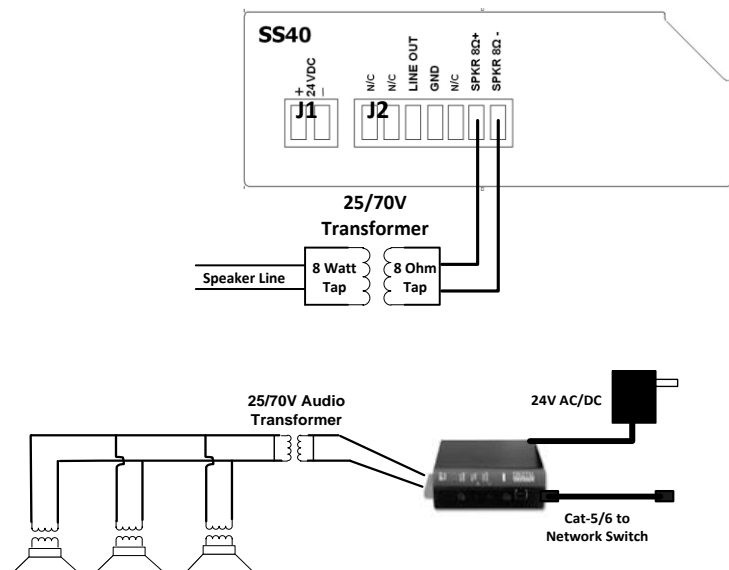 SS40
+
24 VDC
–
J1
N/C
N/C
LINE OUT
GND
N/C
SPKR 8Ω+
SPKR 8Ω -
J2
25/70V
Transformer
Speaker Line
8 Watt
Tap
8 Ohm
Tap
25/70V Audio
Transformer
24V AC/DC
Cat-5/6 to
Network Switch